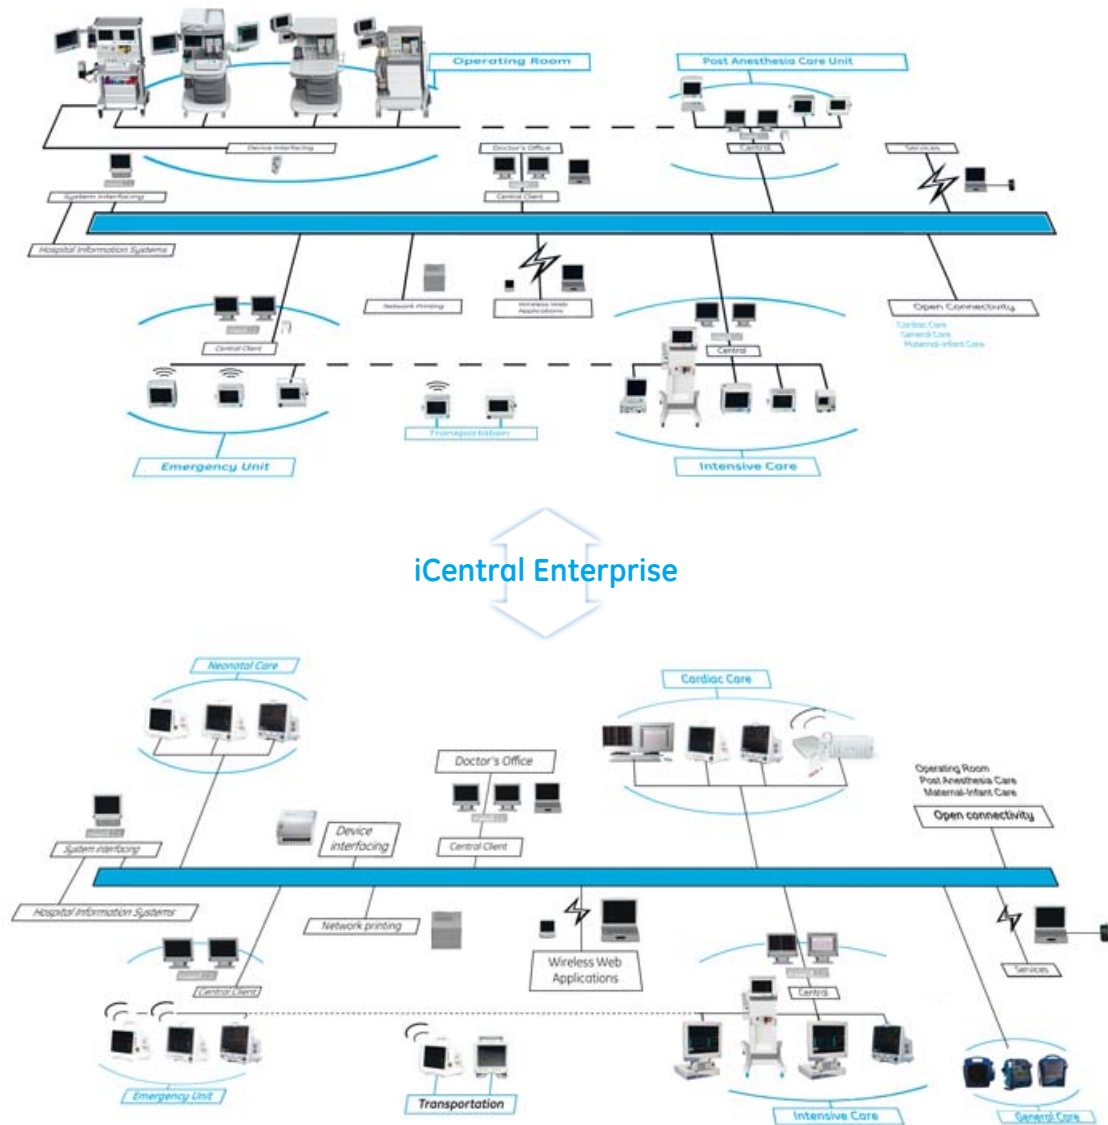 Operating Room
Post Anesthesia Care Unit
Device Interfacing
Doctor's Office
Central
Services
System Interfacing
Central Client
Hospital Information Systems
Network Printing
Wireless Web
Applications
Open Connectivity
Cardiac Care
General Care
Maternal-Infant Care
Central Client
Central
Transportation
Emergency Unit
Intensive Care
iCentral Enterprise
Neonatal Care
Cardiac Care
Doctor's Office
Operating Room
Post Anesthesia Care
Maternal-Infant Care
Open connectivity
Device
interfacing
System interfacing
Central Client
Hospital Information Systems
Network printing
Wireless Web
Applications
Services
Central Client
Central
Emergency Unit
Transportation
Intensive Care
General Care